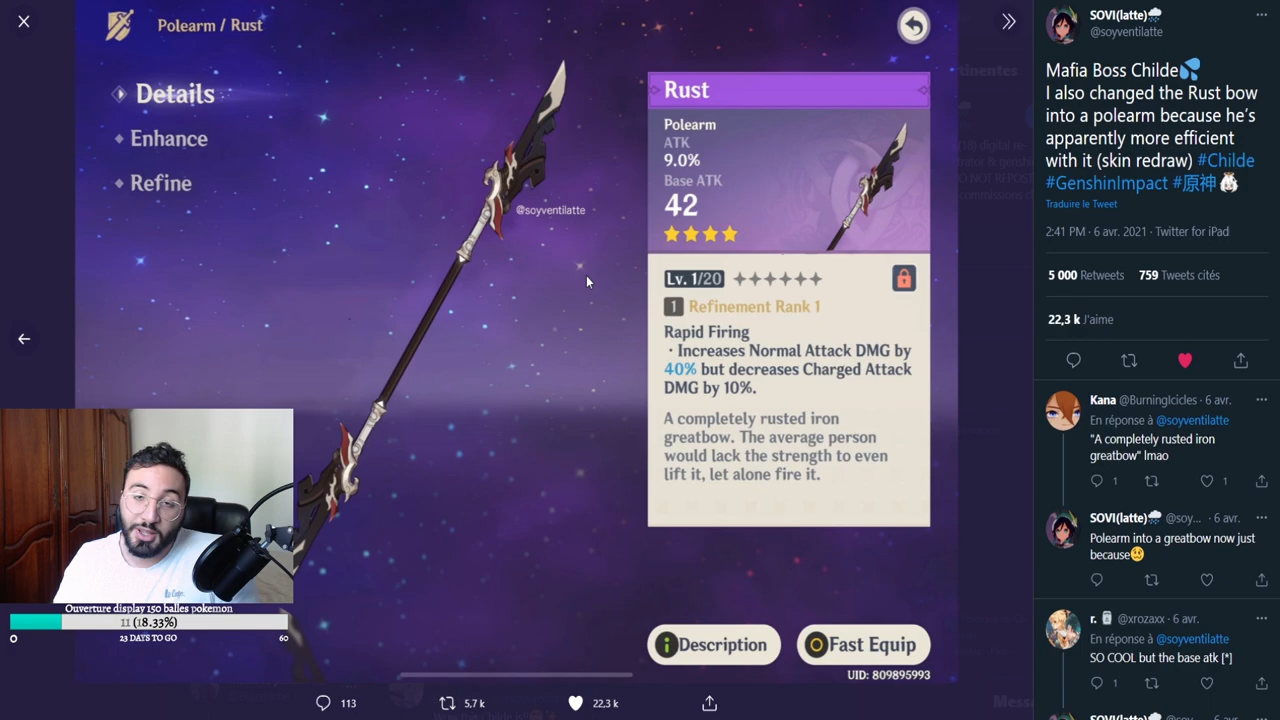 Polearm / Rust
Details
Enhance
Refine
@soyventilatte
Rust
Polearm
ATK
9.0%
Base ATK
42
Lv. 1/20
1 Refinement Rank 1
Rapid Firing
· Increases Normal Attack DMG by
40% but decreases Charged Attack
DMG by 10%.
A completely rusted iron
greatbow. The average person
would lack the strength to even
lift it, let alone fire it.
Description
Fast Equip
UID: 809895993
113
5,7 k
22,3 k
Ouverture display 150 balles pokemon
11 (18.33%)
0
23 DAYS TO GO
60
SOVI(latte)
@soyventilatte
Mafia Boss Childe💦
I also changed the Rust bow
into a polearm because he's
apparently more efficient
with it (skin redraw) #Childe
#GenshinImpact #原神
Traduire le Tweet
2:41 PM · 6 avr. 2021 · Twitter for iPad
5 000 Retweets 759 Tweets cités
22,3 k J'aime
Kana @BurningIcicles · 6 avr.
En réponse à @soyventilatte
"A completely rusted iron
greatbow" lmao
1
1
SOVI(latte) @soy... · 6 avr.
Polearm into a greatbow now just
because
r. @xrozaxx · 6 avr.
En réponse à @soyventilatte
SO COOL but the base atk [*]
1
SOVI(latte) @soy... · 6 avr.